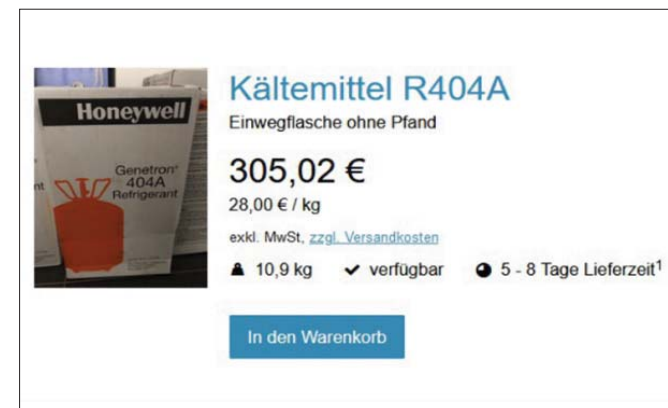 Honeywell
Genetron®
404A
Refrigerant
nt
Kältemittel R404A
Einwegflasche ohne Pfand
305,02 €
28,00 € / kg
exkl. MwSt, zzgl. Versandkosten
10,9 kg verfügbar 5 - 8 Tage Lieferzeit¹
In den Warenkorb